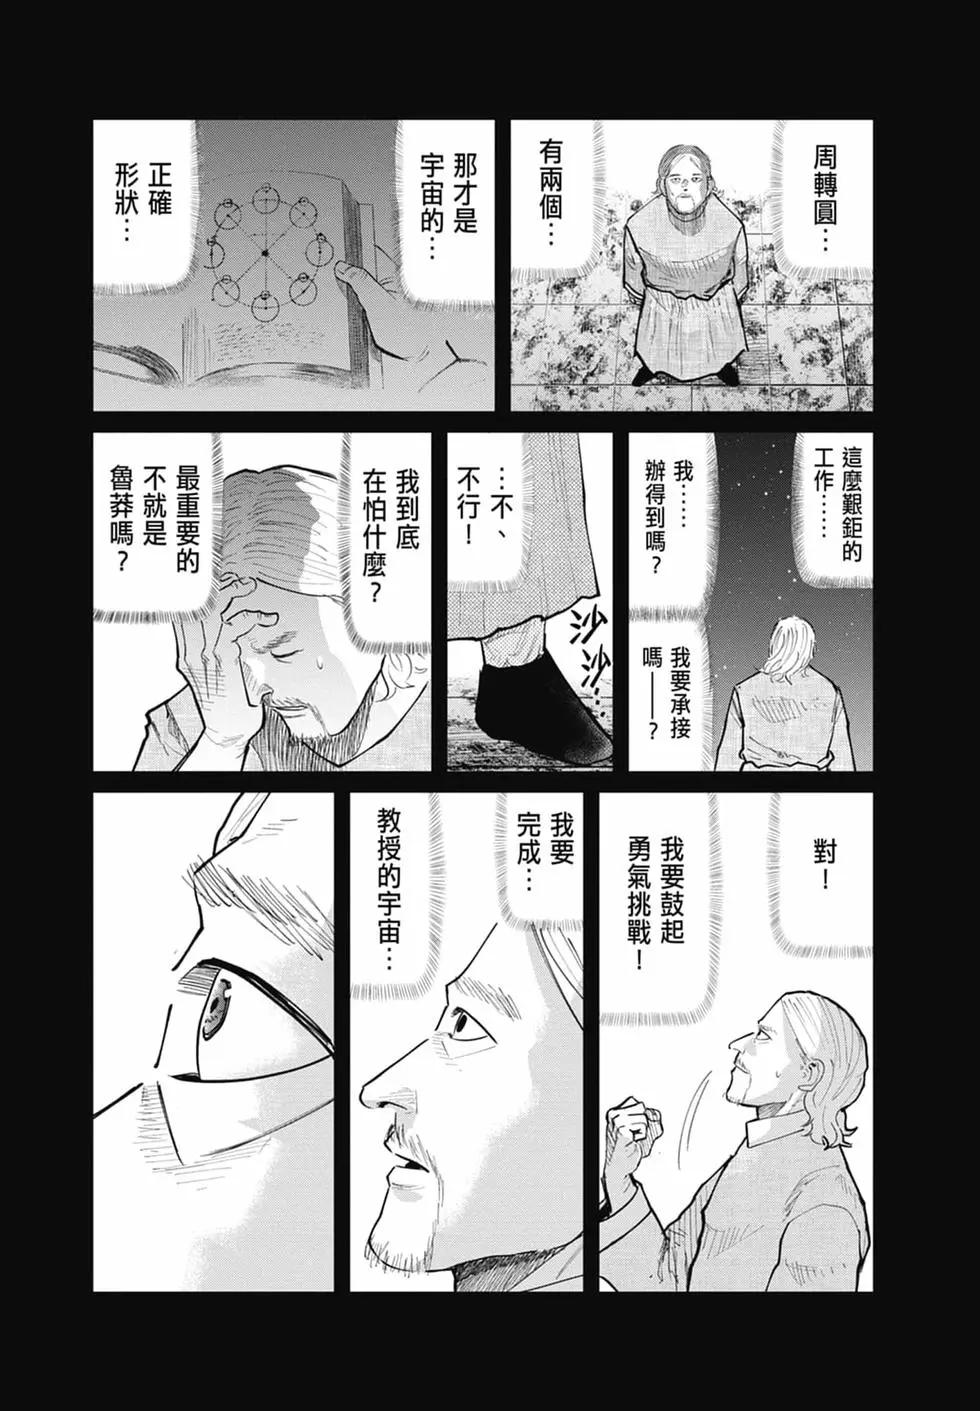 周轉圓…
有兩個…
那才是
宇宙的…
正確
形狀…
這麼艱鉅的
工作……
我……
辦得到嗎？
我要承接
嗎——？
…不、
不行！
沙沙…
我到底
在怕什麼？
最重要的
不就是
魯莽嗎？
對！
我要鼓起
勇氣挑戰！
我要
完成…
教授的宇宙…